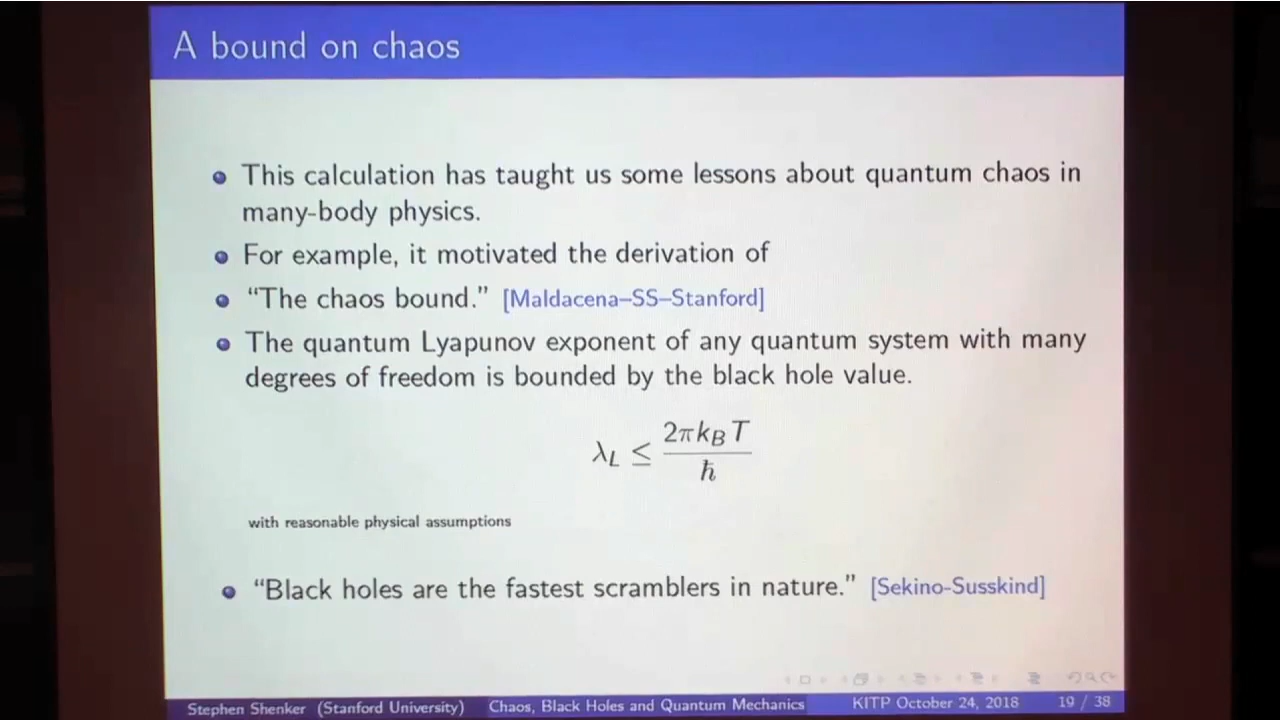 A bound on chaos
This calculation has taught us some lessons about quantum chaos in
many-body physics.
For example, it motivated the derivation of
“The chaos bound.” [Maldacena–SS–Stanford]
The quantum Lyapunov exponent of any quantum system with many
degrees of freedom is bounded by the black hole value.
λ_L ≤ 2πk_B T / ħ
with reasonable physical assumptions
“Black holes are the fastest scramblers in nature.” [Sekino-Susskind]
Stephen Shenker (Stanford University) Chaos, Black Holes and Quantum Mechanics KITP October 24, 2018 19 / 38